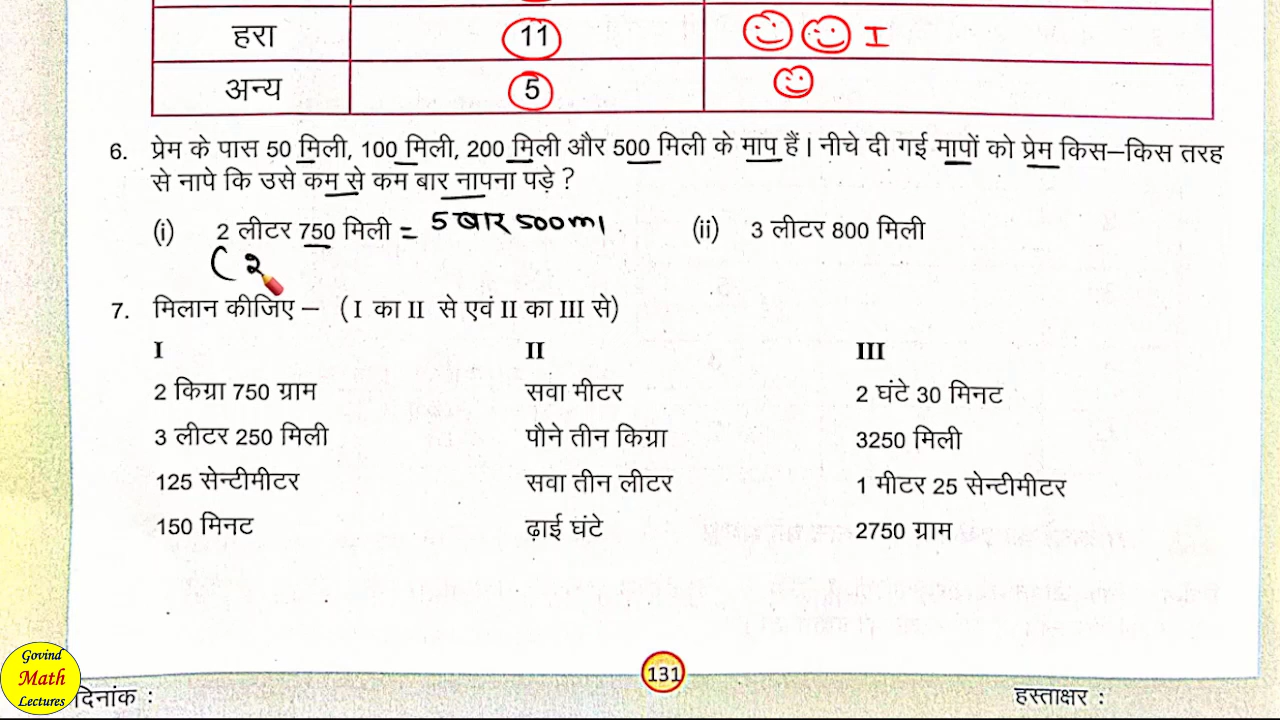 हरा 11 I
अन्य 5
6. प्रेम के पास 50 मिली, 100 मिली, 200 मिली और 500 मिली के माप हैं। नीचे दी गई मापों को प्रेम किस–किस तरह
से नापे कि उसे कम से कम बार नापना पड़े ?
(i) 2 लीटर 750 मिली = 5 बार 500ml (ii) 3 लीटर 800 मिली
( 2
7. मिलान कीजिए – (I का II से एवं II का III से)
I II III
2 किग्रा 750 ग्राम सवा मीटर 2 घंटे 30 मिनट
3 लीटर 250 मिली पौने तीन किग्रा 3250 मिली
125 सेन्टीमीटर सवा तीन लीटर 1 मीटर 25 सेन्टीमीटर
150 मिनट ढ़ाई घंटे 2750 ग्राम
131
Govind
Math
Lectures
दिनांक : हस्ताक्षर :